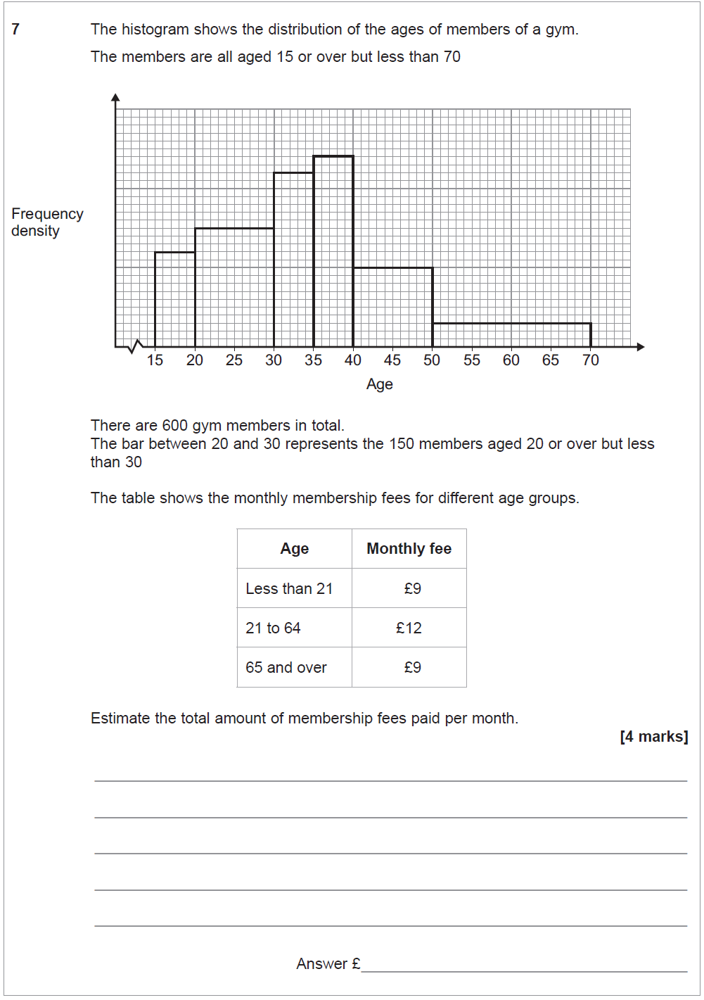 7 The histogram shows the distribution of the ages of members of a gym.
The members are all aged 15 or over but less than 70
Frequency
density
15 20 25 30 35 40 45 50 55 60 65 70
Age
There are 600 gym members in total.
The bar between 20 and 30 represents the 150 members aged 20 or over but less
than 30
The table shows the monthly membership fees for different age groups.
Age Monthly fee
Less than 21 £9
21 to 64 £12
65 and over £9
Estimate the total amount of membership fees paid per month.
[4 marks]
Answer £